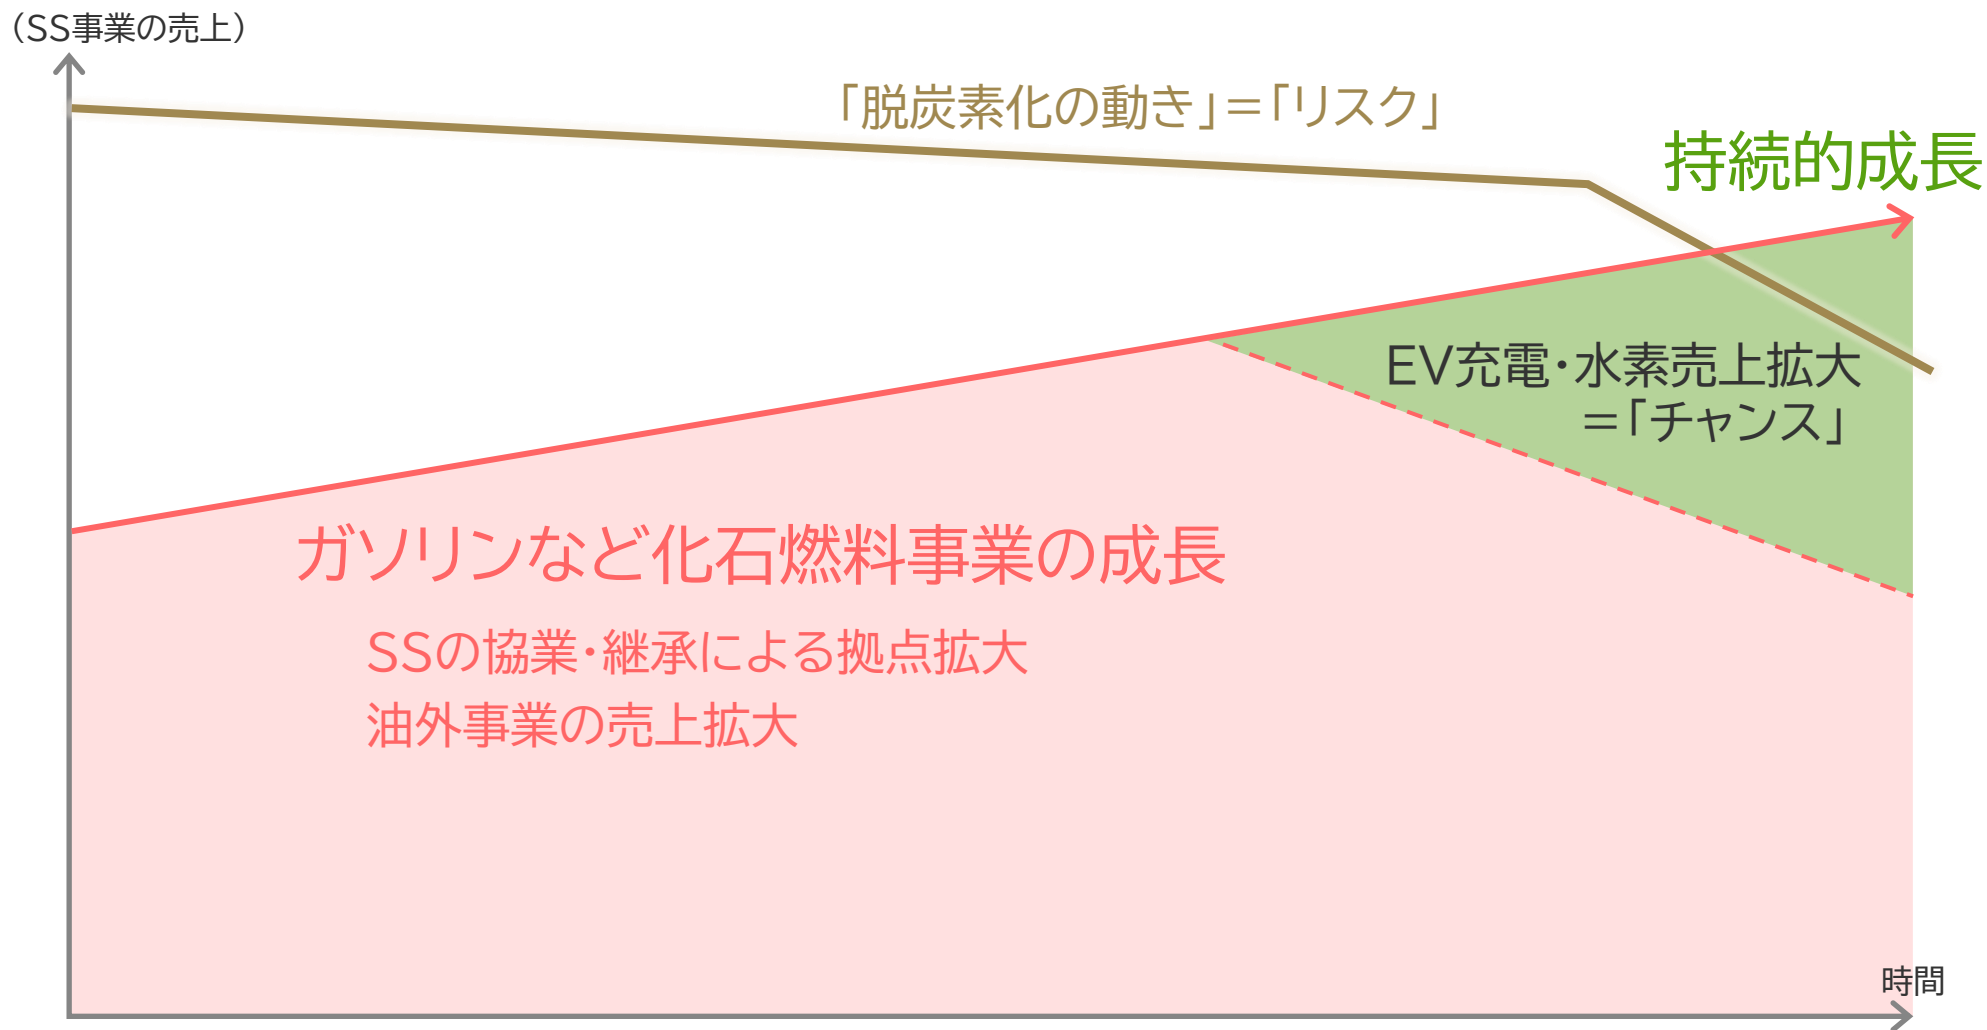 （SS事業の売上）
「脱炭素化の動き」＝「リスク」
持続的成長
EV充電・水素売上拡大
＝「チャンス」
ガソリンなど化石燃料事業の成長
SSの協業・継承による拠点拡大
油外事業の売上拡大
時間